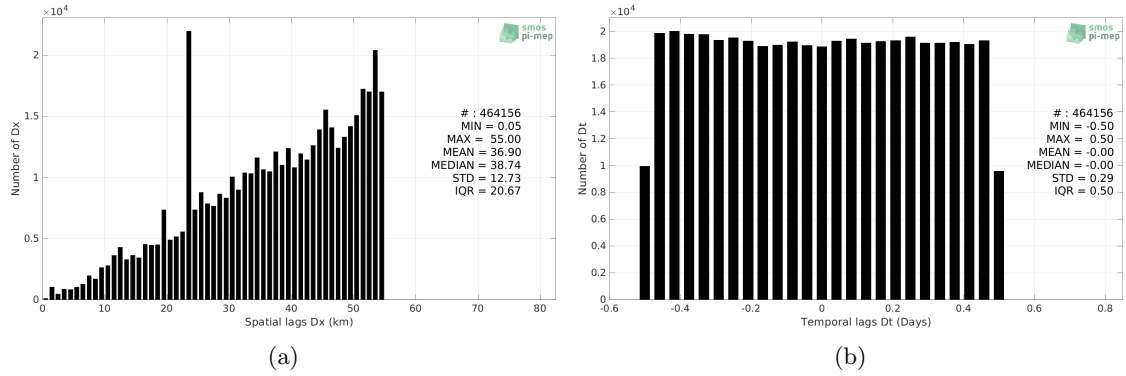 ×10⁴
2
1.5
1
0.5
0
Number of Dx
0 10 20 30 40 50 60 70 80
Spatial lags Dx (km)
smos
pi-mep
# : 464156
MIN = 0.05
MAX = 55.00
MEAN = 36.90
MEDIAN = 38.74
STD = 12.73
IQR = 20.67
(a)
×10⁴
2
1.8
1.6
1.4
1.2
1
0.8
0.6
0.4
0.2
0
Number of Dt
-0.6 -0.4 -0.2 0 0.2 0.4 0.6 0.8
Temporal lags Dt (Days)
smos
pi-mep
# : 464156
MIN = -0.50
MAX = 0.50
MEAN = -0.00
MEDIAN = -0.00
STD = 0.29
IQR = 0.50
(b)